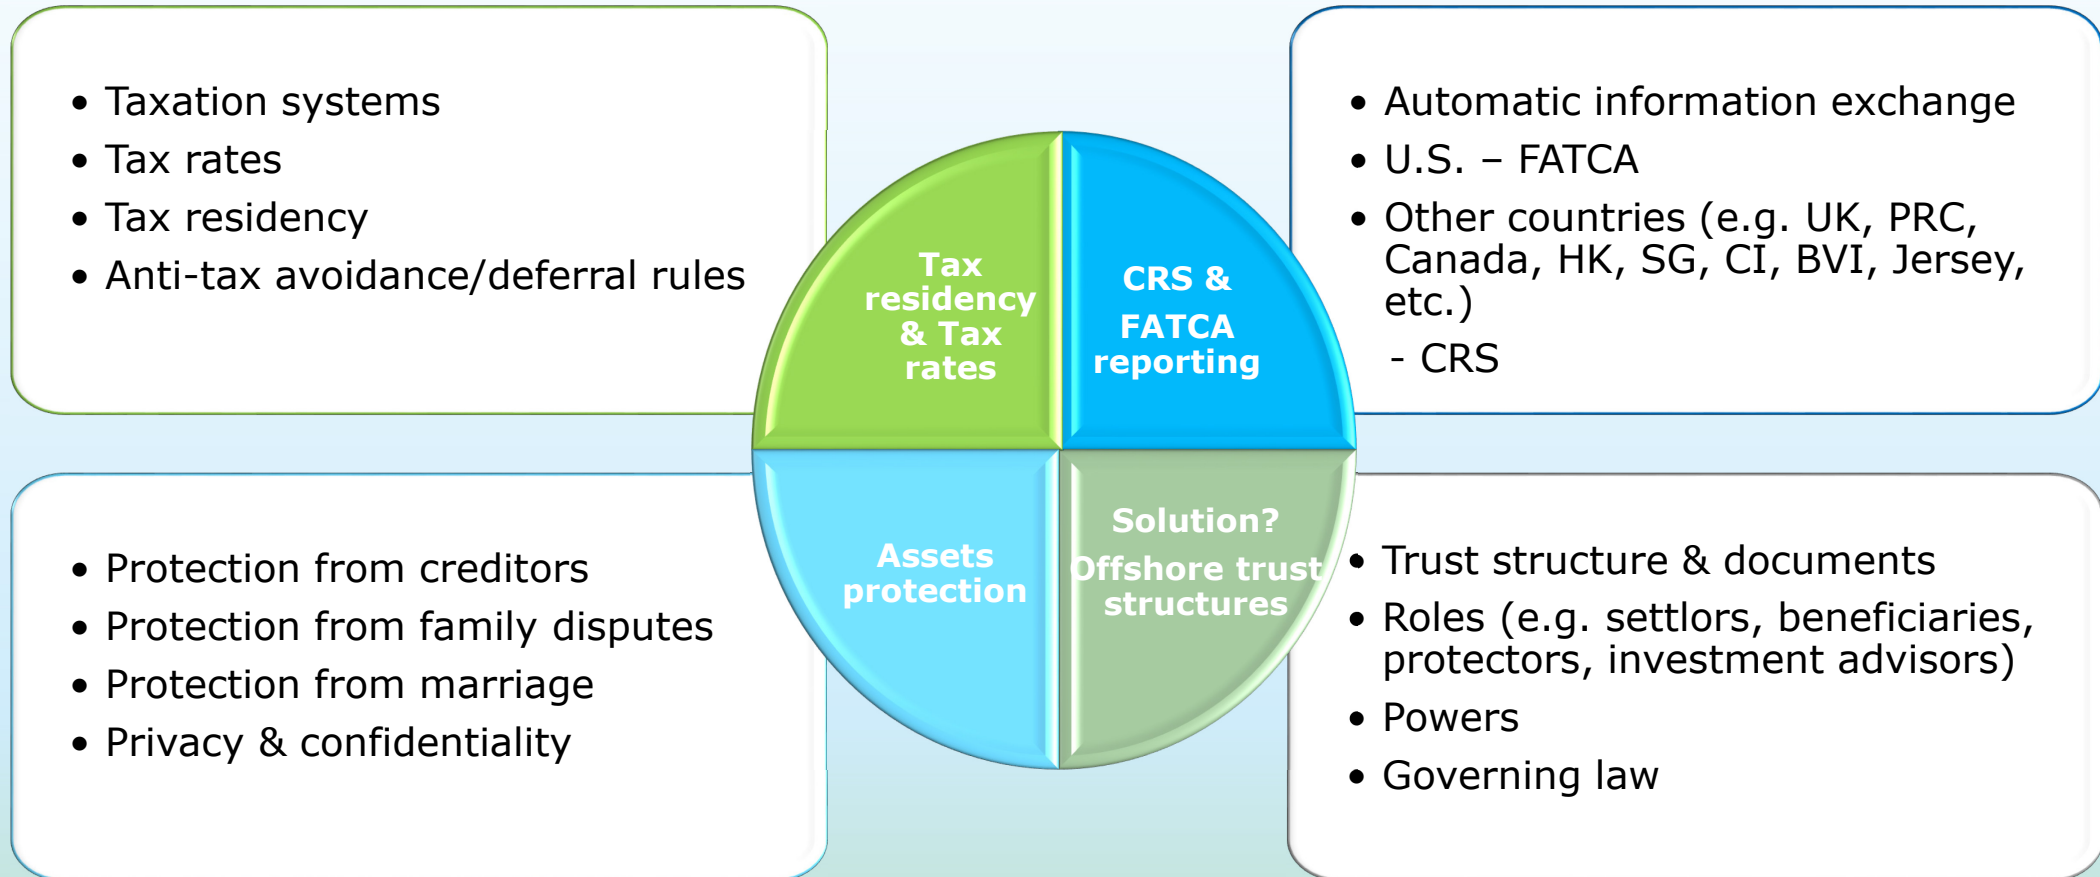 • Taxation systems
• Tax rates
• Tax residency
• Anti-tax avoidance/deferral rules
• Automatic information exchange
• U.S. – FATCA
• Other countries (e.g. UK, PRC,
Canada, HK, SG, CI, BVI, Jersey,
etc.)
- CRS
Tax
residency
& Tax
rates
CRS &
FATCA
reporting
Assets
protection
Solution?
Offshore trust
structures
• Protection from creditors
• Protection from family disputes
• Protection from marriage
• Privacy & confidentiality
• Trust structure & documents
• Roles (e.g. settlors, beneficiaries,
protectors, investment advisors)
• Powers
• Governing law